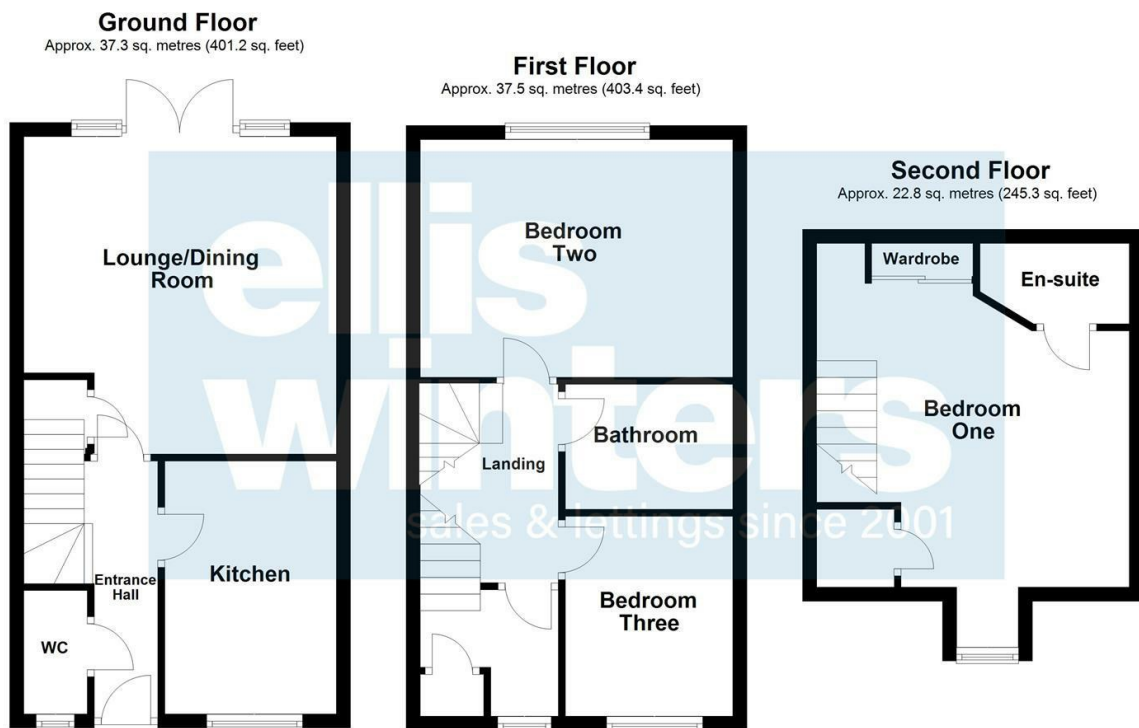 Ground Floor
Approx. 37.3 sq. metres (401.2 sq. feet)
Lounge/Dining
Room
Kitchen
Entrance
Hall
WC
First Floor
Approx. 37.5 sq. metres (403.4 sq. feet)
Bedroom
Two
Bathroom
Landing
Bedroom
Three
Second Floor
Approx. 22.8 sq. metres (245.3 sq. feet)
Wardrobe
En-suite
Bedroom
One
ellis
winters
sales & lettings since 2001